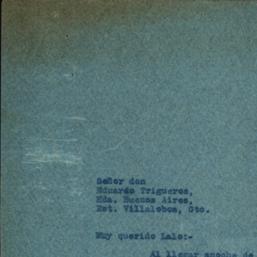 Señor don
Eduardo Trigueros,
Hda. Buenos Aires,
Est. Villalobos, Gto.
Muy querido Lalo:-
Al llegar anoche de